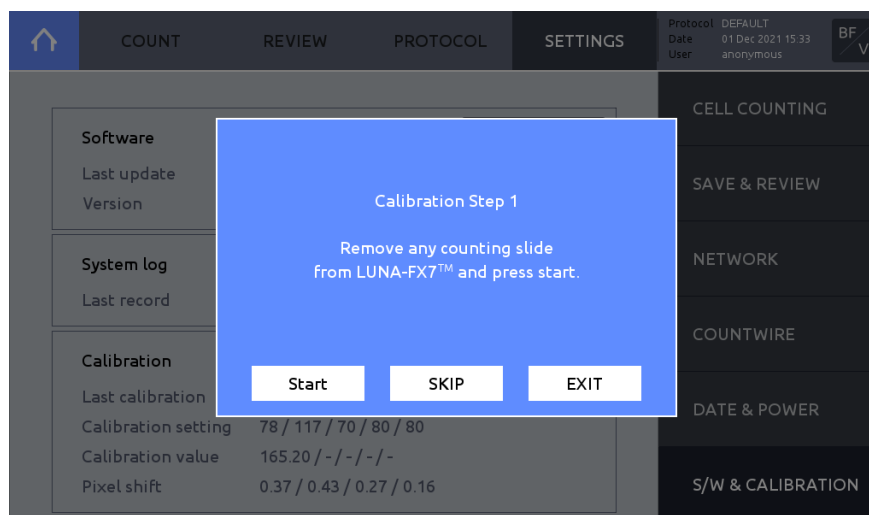 COUNT REVIEW PROTOCOL SETTINGS
Protocol DEFAULT
Date 01 Dec 2021 15:33
User anonymous
BF
V
Software
Last update
Version
System log
Last record
Calibration
Last calibration
Calibration setting 78 / 117 / 70 / 80 / 80
Calibration value 165.20 / - / - / - / -
Pixel shift 0.37 / 0.43 / 0.27 / 0.16
Calibration Step 1
Remove any counting slide
from LUNA-FX7™ and press start.
Start SKIP EXIT
CELL COUNTING
SAVE & REVIEW
NETWORK
COUNTWIRE
DATE & POWER
S/W & CALIBRATION